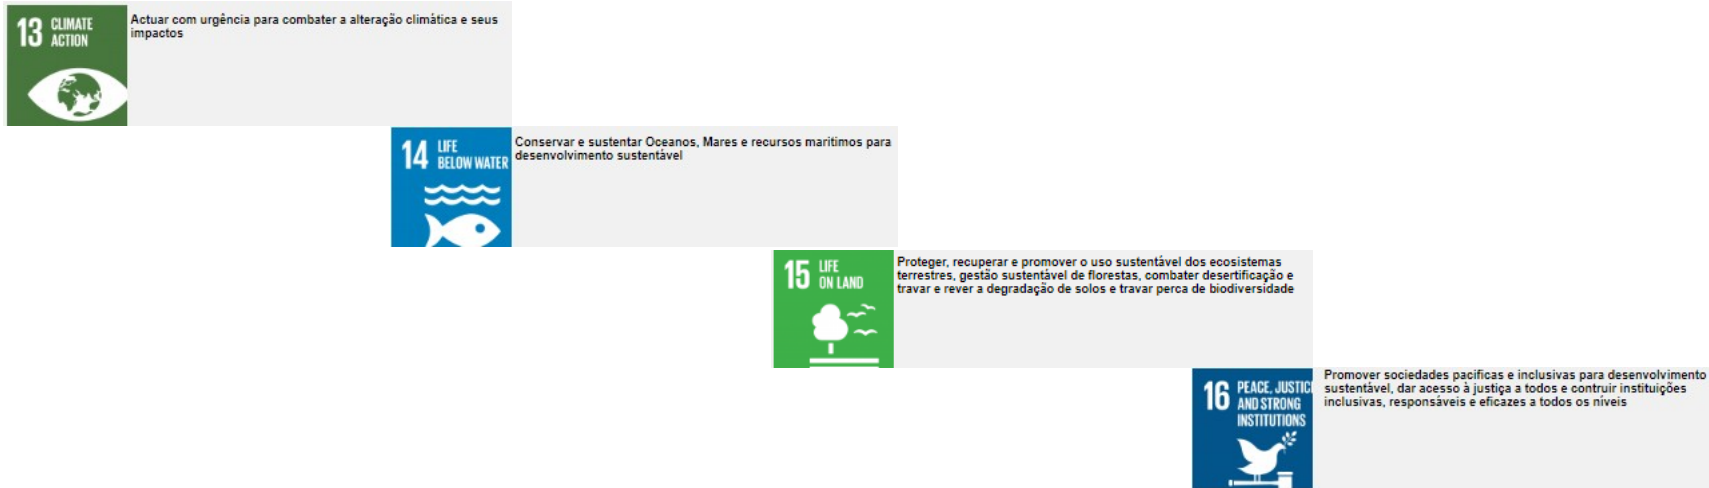 13 CLIMATE
ACTION
Actuar com urgência para combater a alteração climática e seus
impactos
14 LIFE
BELOW WATER
Conservar e sustentar Oceanos, Mares e recursos maritimos para
desenvolvimento sustentável
15 LIFE
ON LAND
Proteger, recuperar e promover o uso sustentável dos ecosistemas
terrestres, gestão sustentável de florestas, combater desertificação e
travar e rever a degradação de solos e travar perca de biodiversidade
16 PEACE, JUSTIC
AND STRONG
INSTITUTIONS
Promover sociedades pacificas e inclusivas para desenvolvimento
sustentável, dar acesso à justiça a todos e contruir instituições
inclusivas, responsáveis e eficazes a todos os níveis